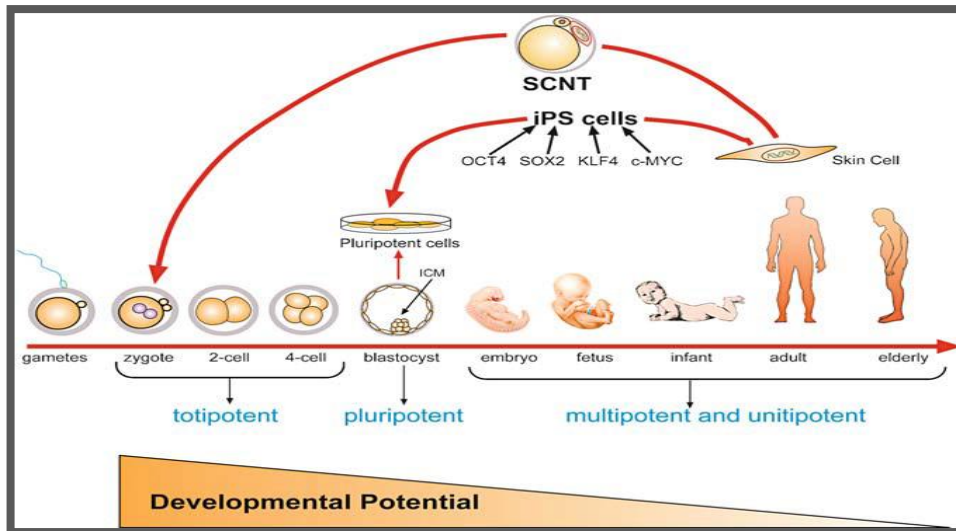 SCNT
iPS cells
OCT4 SOX2 KLF4 c-MYC
Skin Cell
Pluripotent cells
ICM
gametes zygote 2-cell 4-cell blastocyst embryo fetus infant adult elderly
totipotent pluripotent multipotent and unitipotent
Developmental Potential